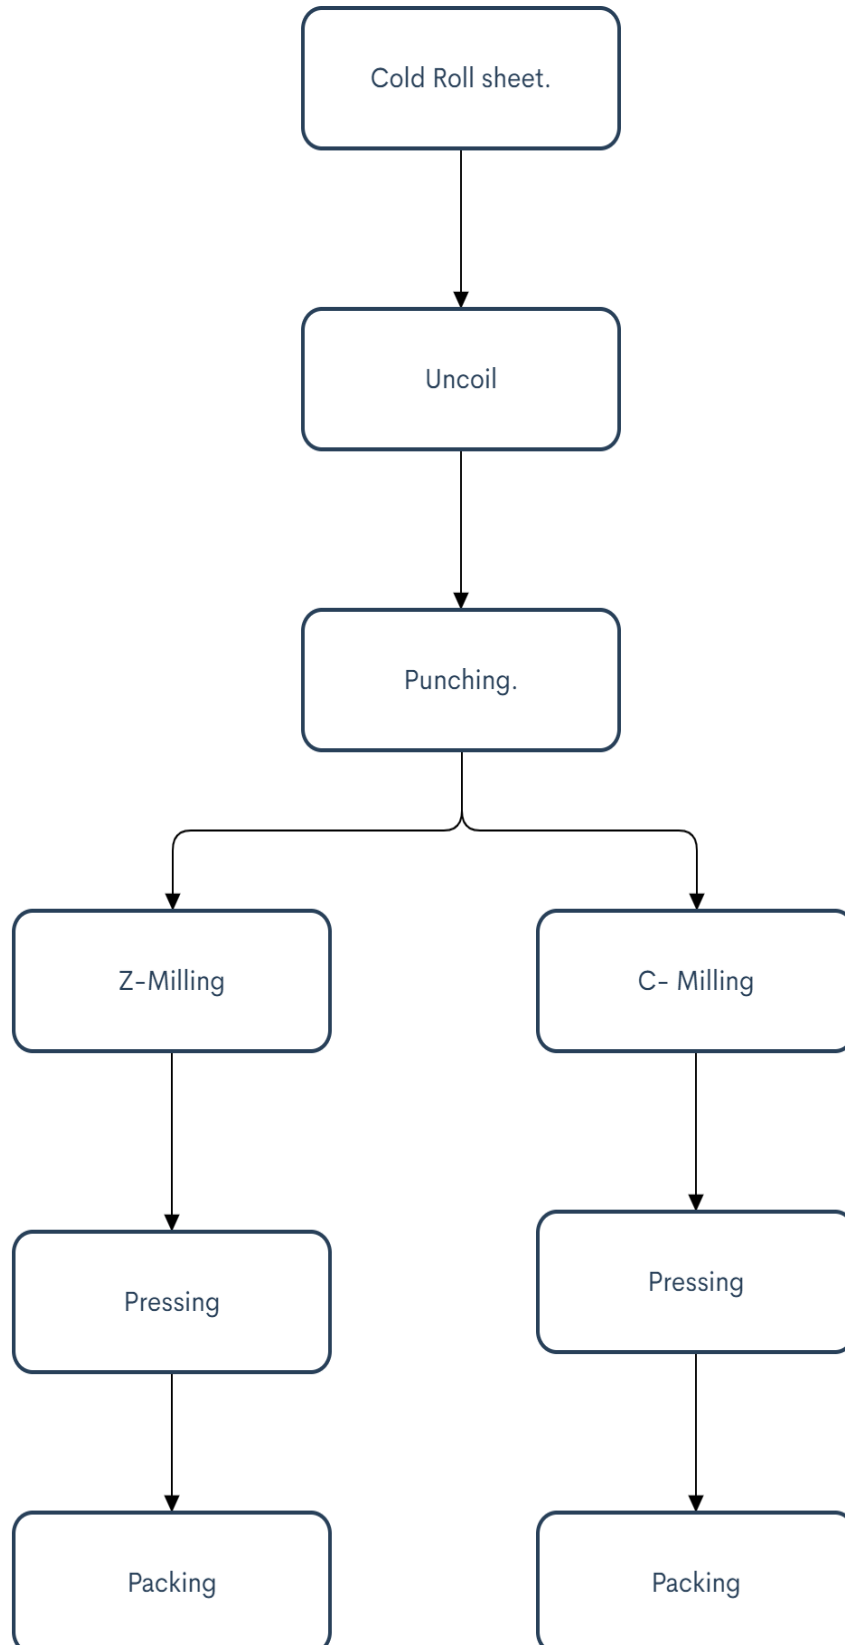 Cold Roll sheet.
Uncoil
Punching.
Z-Milling
C- Milling
Pressing
Pressing
Packing
Packing